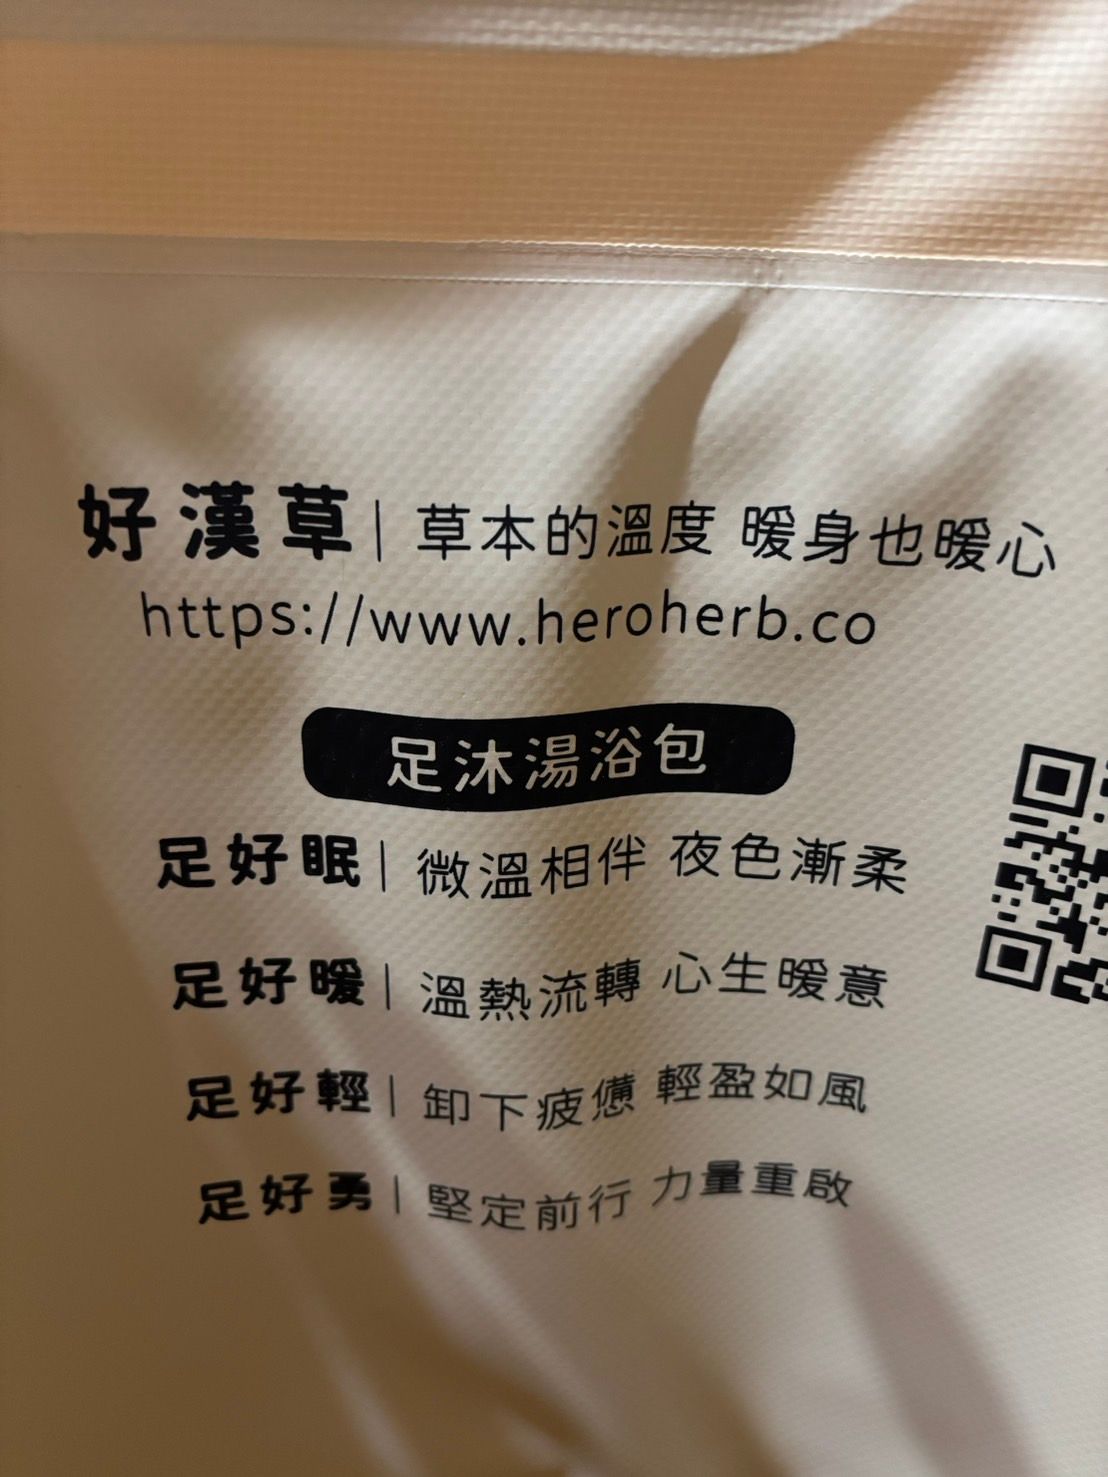 好漢草｜草本的溫度 暖身也暖心
https://www.heroherb.co
足沐湯浴包
足好眠｜微溫相伴 夜色漸柔
足好暖｜溫熱流轉 心生暖意
足好輕｜卸下疲憊 輕盈如風
足好勇｜堅定前行 力量重啟